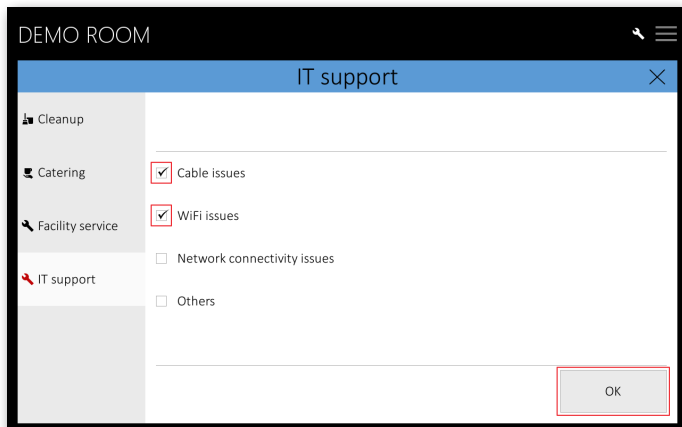 DEMO ROOM
IT support
Cleanup
Catering
Facility service
IT support
Cable issues
WiFi issues
Network connectivity issues
Others
OK